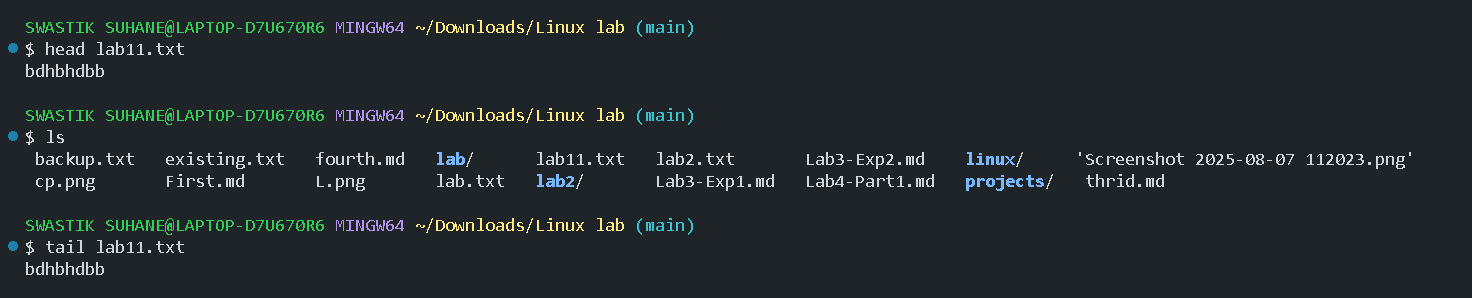 SWASTIK SUHANE@LAPTOP-D7U670R6 MINGW64 ~/Downloads/Linux lab (main)
$ head lab11.txt
bdhbhdbb
SWASTIK SUHANE@LAPTOP-D7U670R6 MINGW64 ~/Downloads/Linux lab (main)
$ ls
backup.txt existing.txt fourth.md lab/ lab11.txt lab2.txt Lab3-Exp2.md linux/ 'Screenshot 2025-08-07 112023.png'
cp.png First.md L.png lab.txt lab2/ Lab3-Exp1.md Lab4-Part1.md projects/ thrid.md
SWASTIK SUHANE@LAPTOP-D7U670R6 MINGW64 ~/Downloads/Linux lab (main)
$ tail lab11.txt
bdhbhdbb